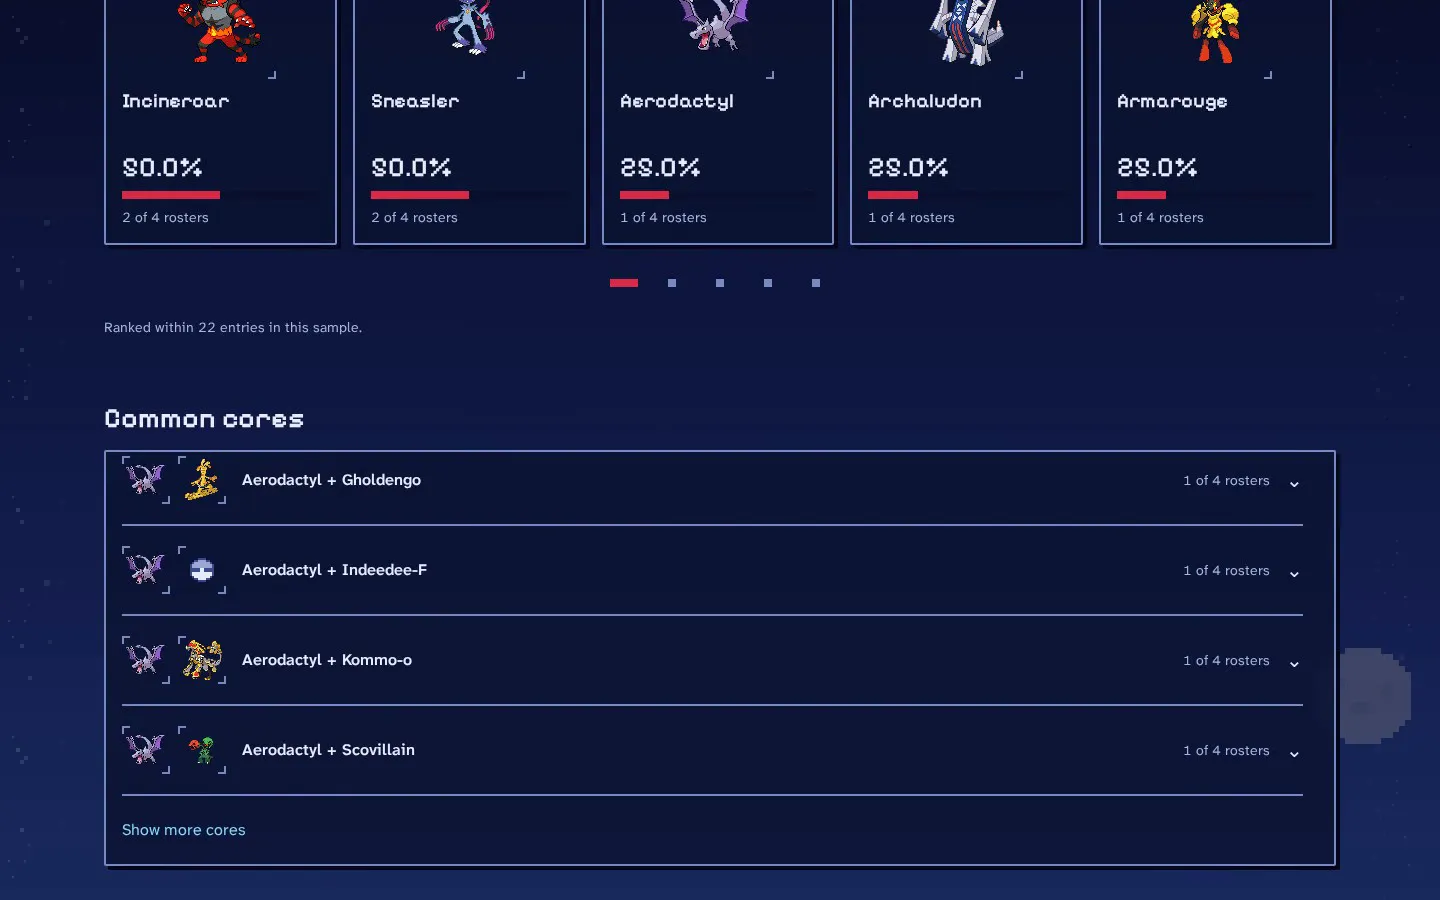 Incineroar
Sneasler
Aerodactyl
Archaludon
Armarouge
50.0%
50.0%
25.0%
25.0%
25.0%
2 of 4 rosters
2 of 4 rosters
1 of 4 rosters
1 of 4 rosters
1 of 4 rosters
Ranked within 22 entries in this sample.
Common cores
Aerodactyl + Gholdengo
1 of 4 rosters
Aerodactyl + Indeedee-F
1 of 4 rosters
Aerodactyl + Kommo-o
1 of 4 rosters
Aerodactyl + Scovillain
1 of 4 rosters
Show more cores